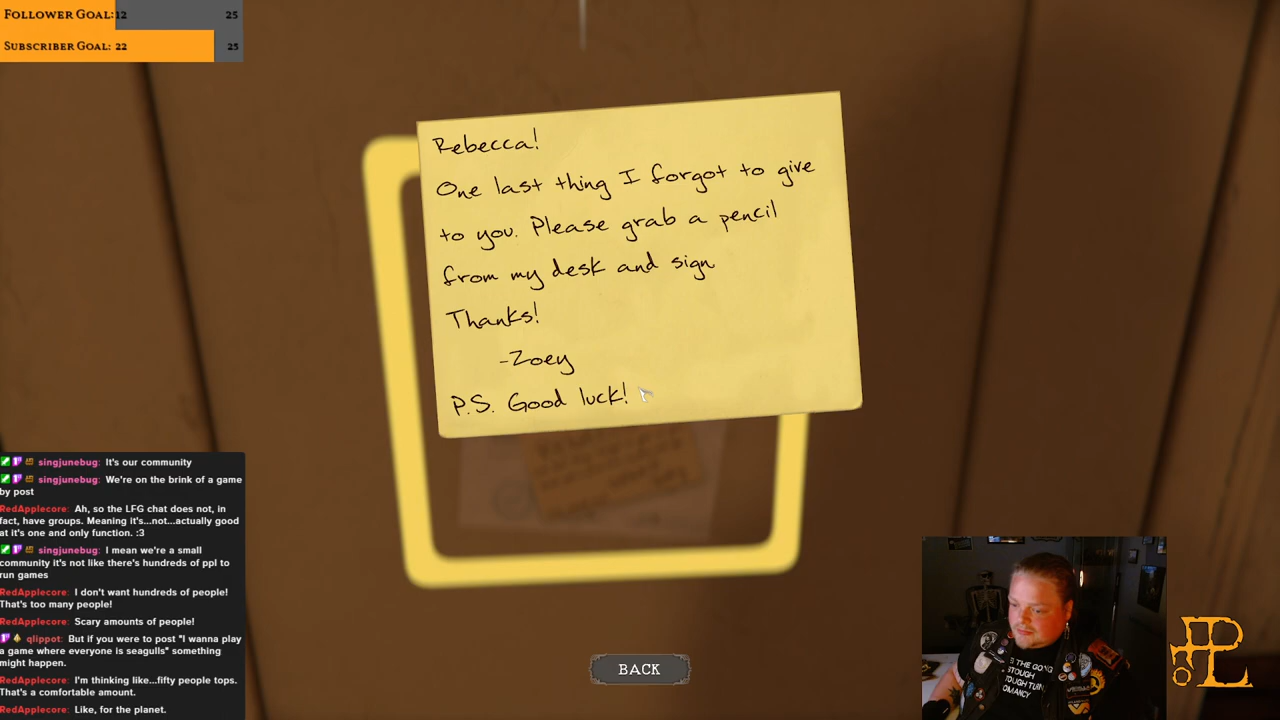 Follower Goal: 12
25
Subscriber Goal: 22
25
Rebecca!
One last thing I forgot to give
to you. Please grab a pencil
from my desk and sign
Thanks!
-Zoey
P.S. Good luck!
singjunebug: It's our community
singjunebug: We're on the brink of a game
by post
RedApplecore: Ah, so the LFG chat does not, in
fact, have groups. Meaning it's...not...actually good
at it's one and only function. :3
singjunebug: I mean we're a small
community it's not like there's hundreds of ppl to
run games
RedApplecore: I don't want hundreds of people!
That's too many people!
RedApplecore: Scary amounts of people!
qlippot: But if you were to post "I wanna play
a game where everyone is seagulls" something
might happen.
RedApplecore: I'm thinking like...fifty people tops.
That's a comfortable amount.
RedApplecore: Like, for the planet.
BACK